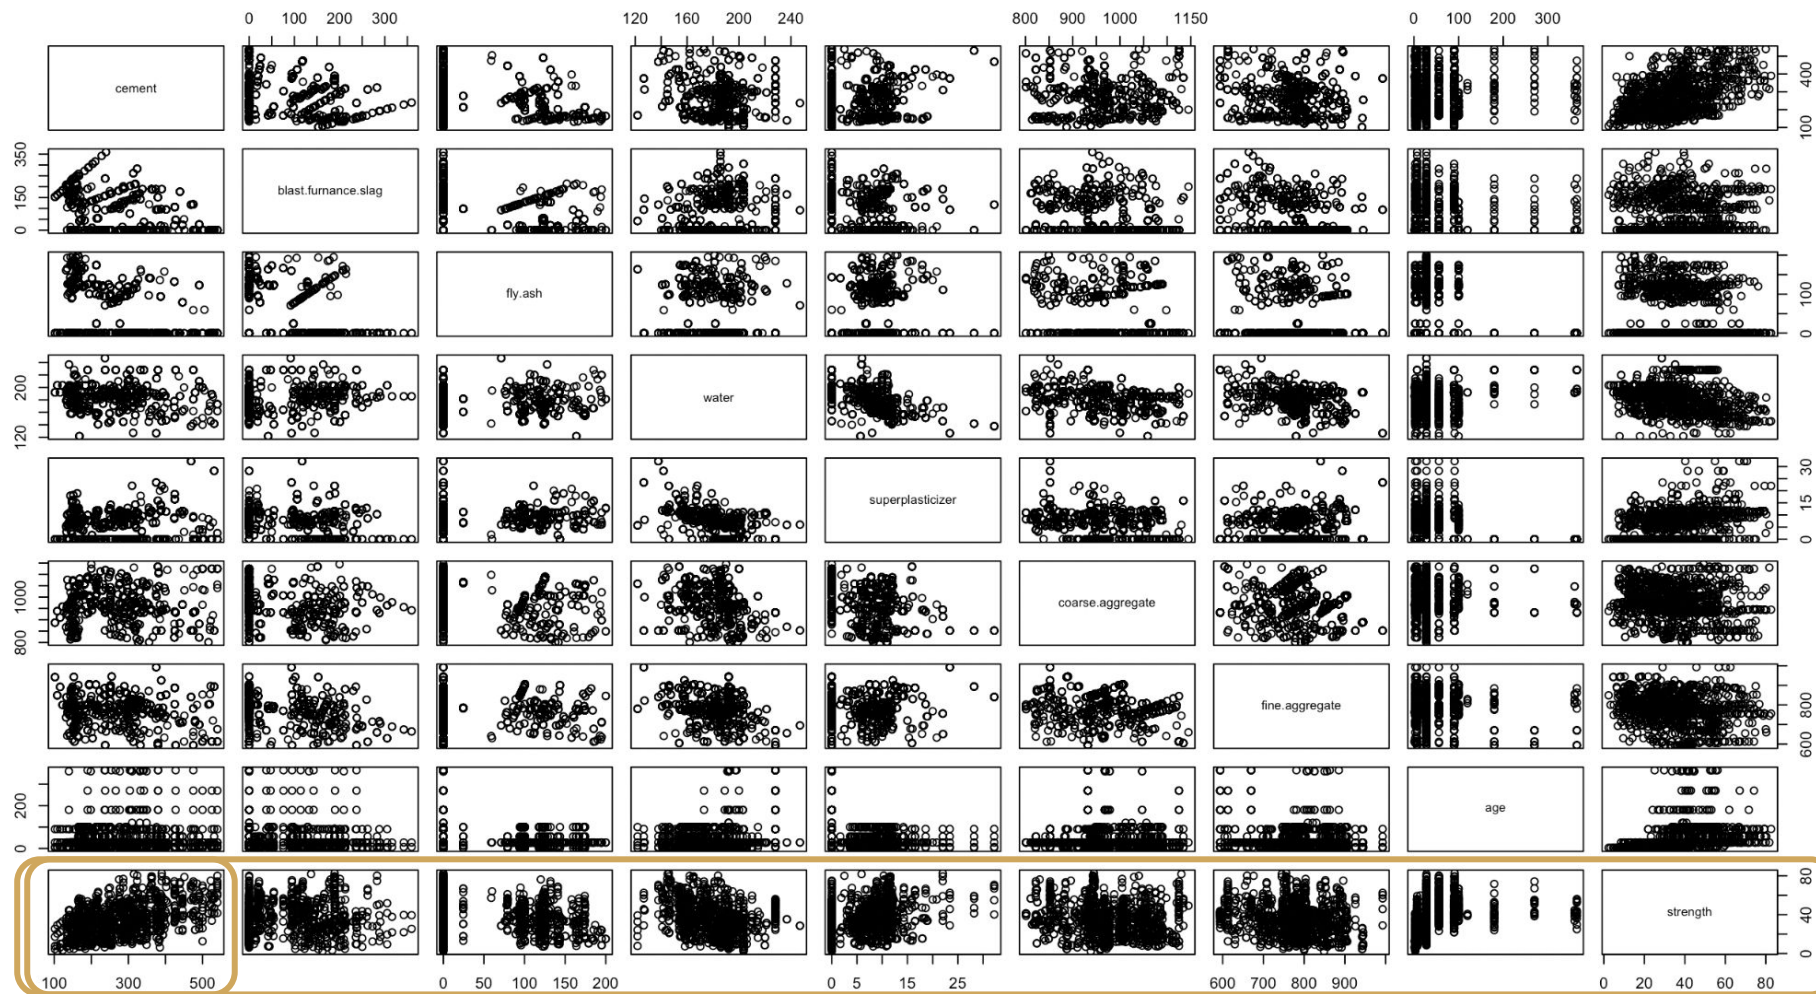 0 100 200 300 120 160 200 240 800 900 1000 1150 0 100 200 300
cement 100 400
0 150 350 blast.furnance.slag
fly.ash 0 100
120 200 water
superplasticizer 0 15 30
800 1000 coarse.aggregate
fine.aggregate 600 800
0 200 age
strength 0 40 80
100 300 500 0 50 100 150 200 0 5 15 25 600 700 800 900 0 20 40 60 80